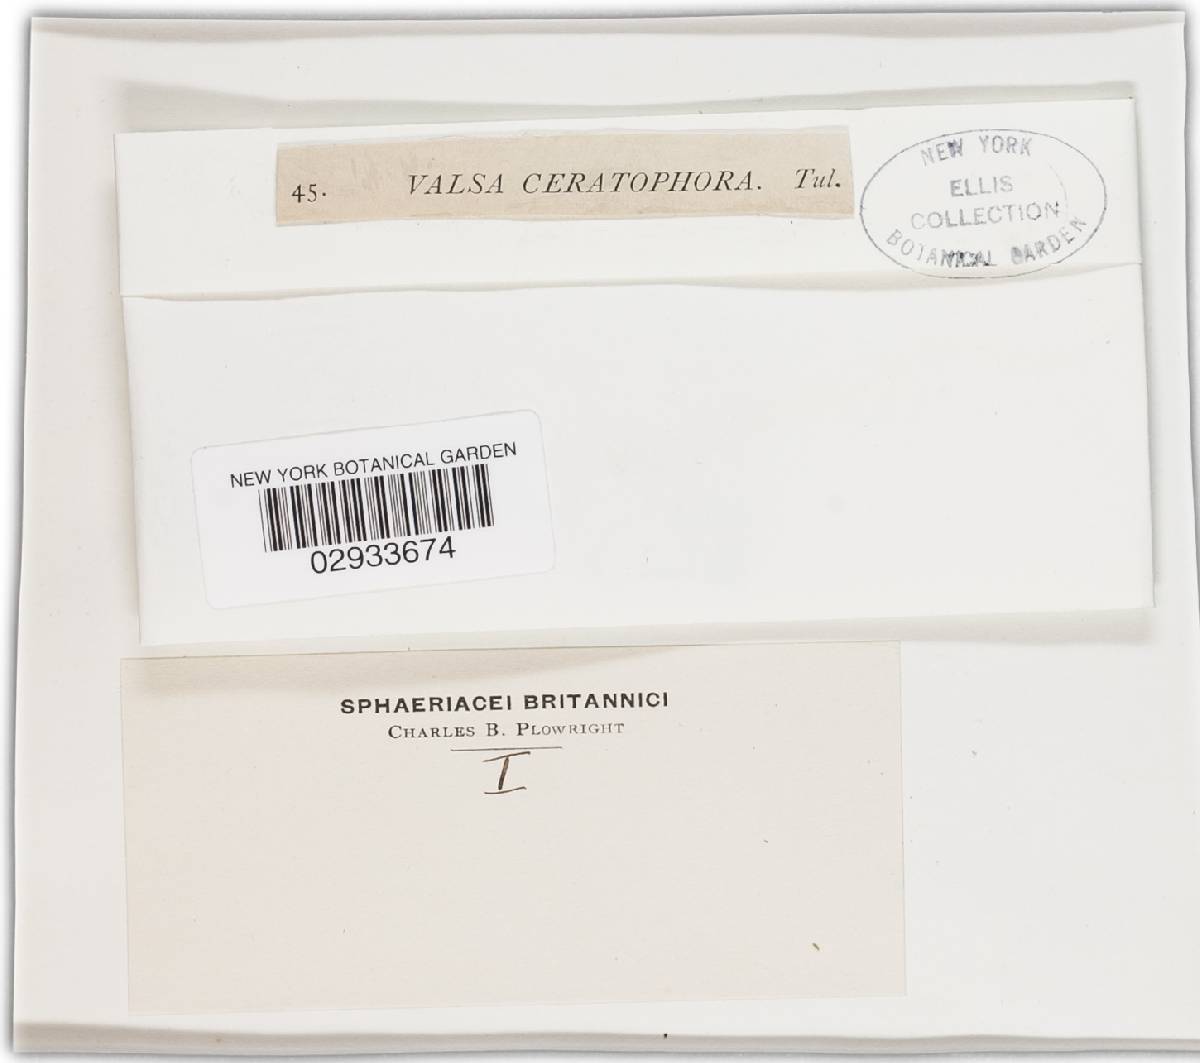 45. VALSA CERATOPHORA. Tul.
NEW YORK
ELLIS
COLLECTION
BOTANICAL GARDEN
NEW YORK BOTANICAL GARDEN
02933674
SPHAERIACEI BRITANNICI
CHARLES B. PLOWRIGHT
I